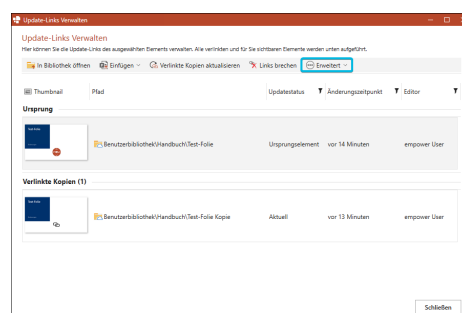 Update-Links Verwalten
Update-Links Verwalten
Hier können Sie die Update-Links des ausgewählten Elements verwalten. Alle verlinkten und für Sie sichtbaren Elemente werden unten aufgeführt.
In Bibliothek öffnen Einfügen Verlinkte Kopien aktualisieren Links brechen Erweitert
Thumbnail Pfad Updatestatus Änderungszeitpunkt Editor
Ursprung
Test-Folie
Benutzerbibliothek\Handbuch\Test-Folie Ursprungselement vor 14 Minuten empower User
Verlinkte Kopien (1)
Test-Folie
Benutzerbibliothek\Handbuch\Test-Folie Kopie Aktuell vor 13 Minuten empower User
Schließen